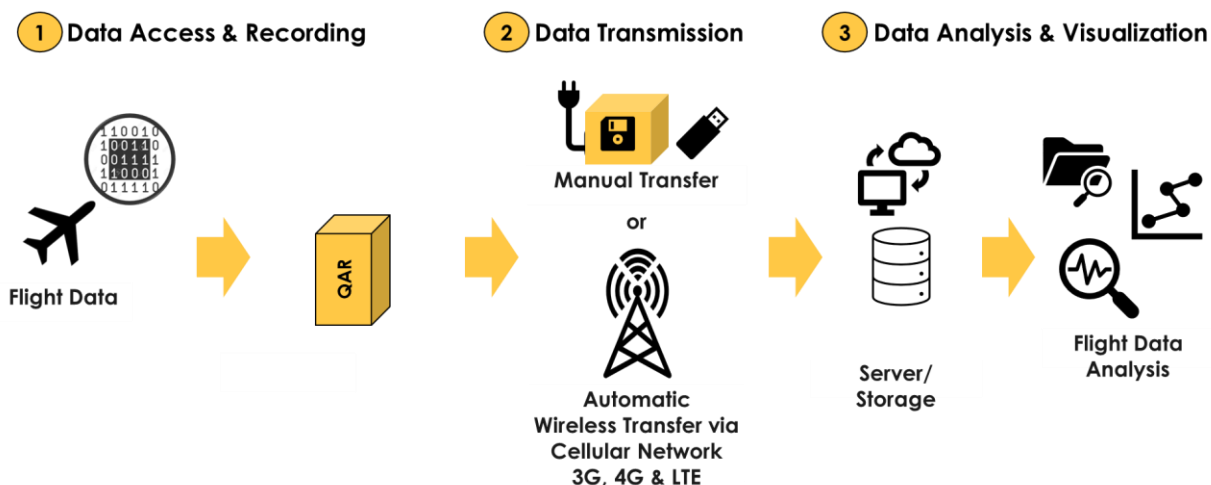 1 Data Access & Recording
110010
100110
001111
110001
011110
Flight Data
QAR
2 Data Transmission
Manual Transfer
or
Automatic
Wireless Transfer via
Cellular Network
3G, 4G & LTE
3 Data Analysis & Visualization
Server/
Storage
Flight Data
Analysis